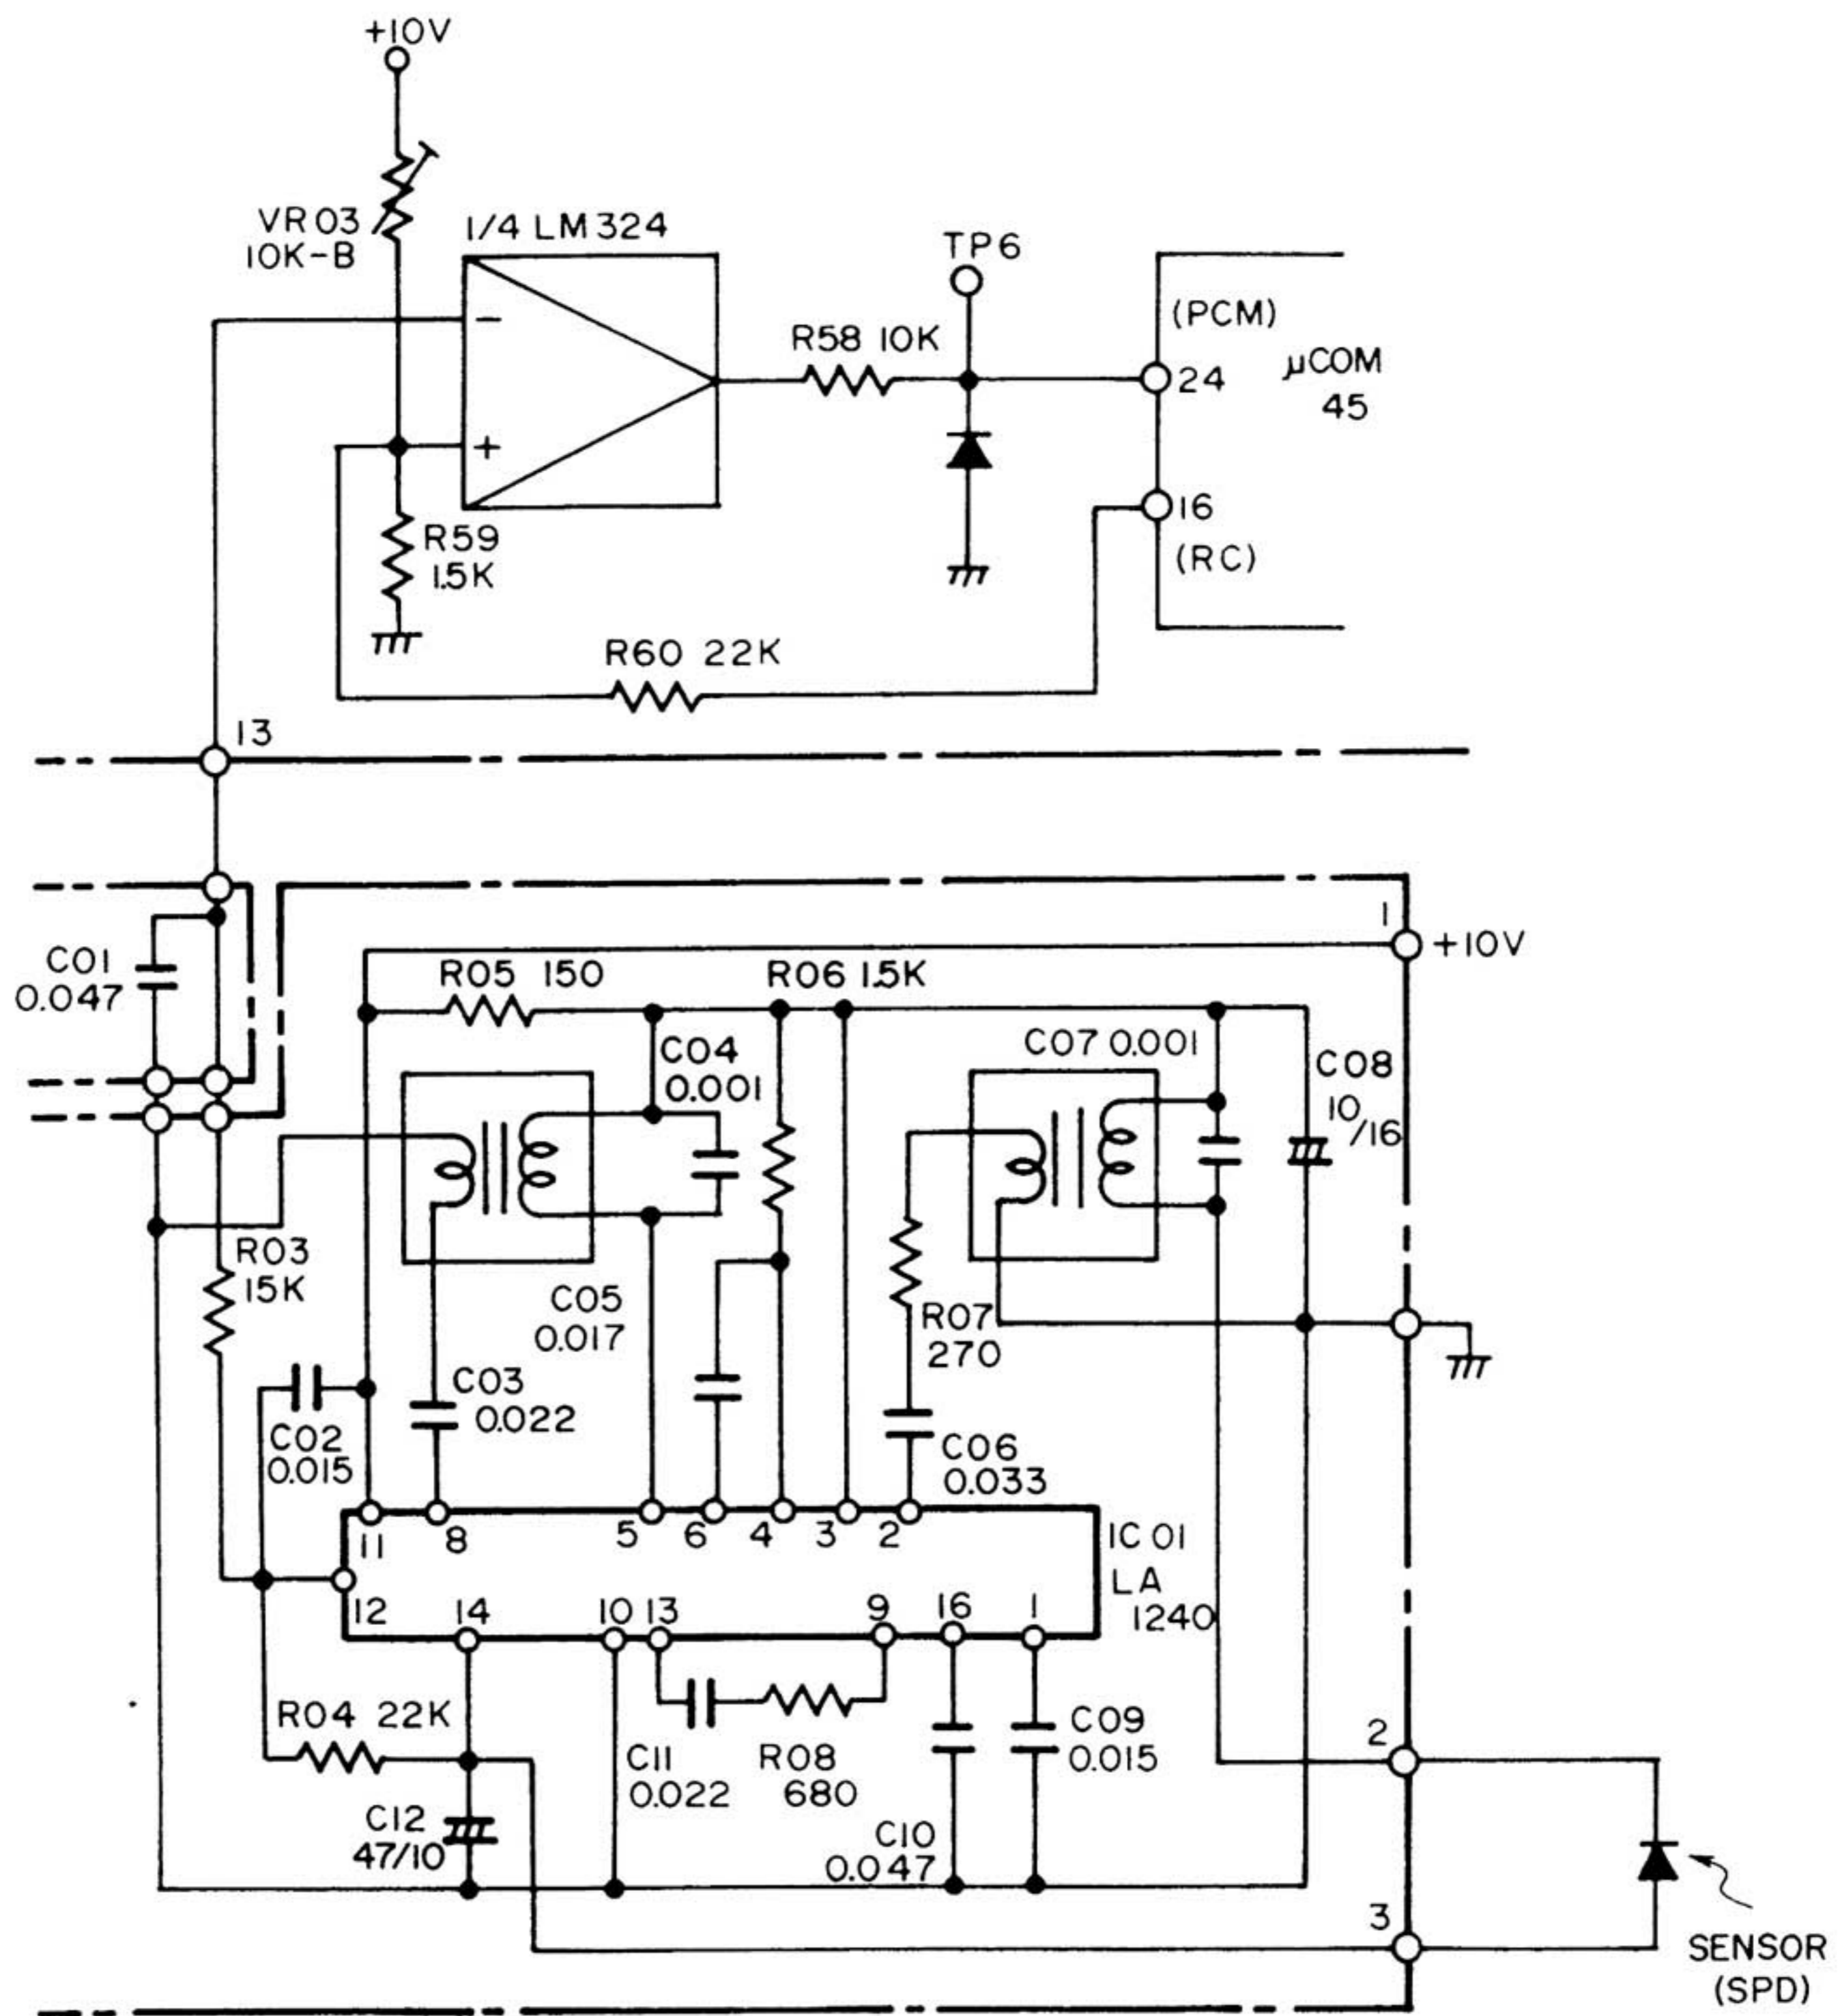 +10V
VR03
10K-B
1/4 LM324
−
+
TP6
R58 10K
(PCM)
24
μCOM
45
16
(RC)
R59
1.5K
R60 22K
13
1
+10V
C01
0.047
R05 150
R06 1.5K
C04
0.001
C07 0.001
C08
10
/16
R03
15K
C05
0.017
R07
270
C03
0.022
C02
0.015
C06
0.033
11
8
5
6
4
3
2
IC 01
LA
1240
12
14
10
13
9
16
1
R04 22K
C11
0.022
R08
680
C09
0.015
C12
47/10
C10
0.047
2
3
SENSOR
(SPD)